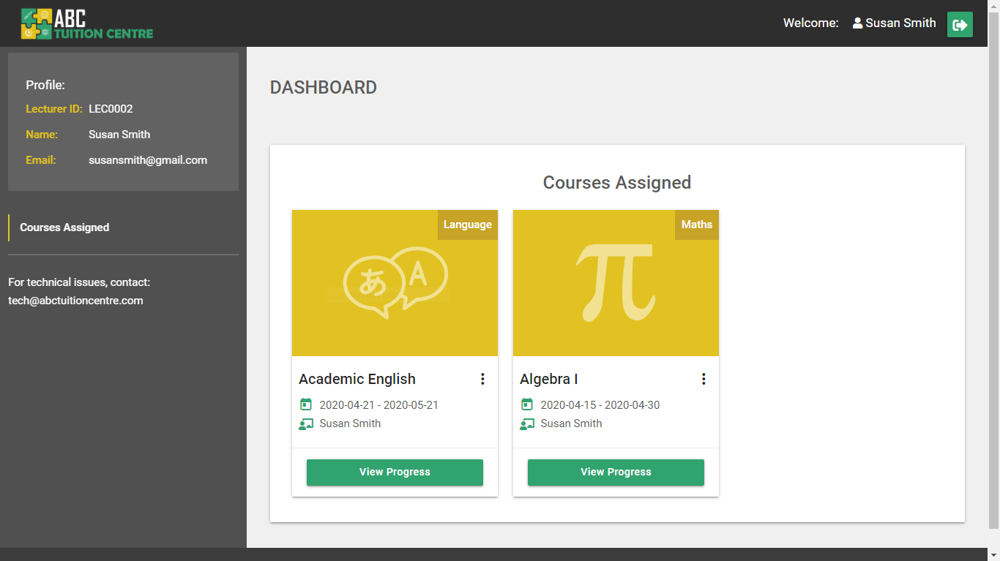 ABC
TUITION CENTRE
Welcome: Susan Smith
Profile:
Lecturer ID: LEC0002
Name: Susan Smith
Email: susansmith@gmail.com
Courses Assigned
For technical issues, contact:
tech@abctuitioncentre.com
DASHBOARD
Courses Assigned
Language
あ A
Academic English
2020-04-21 - 2020-05-21
Susan Smith
View Progress
Maths
π
Algebra I
2020-04-15 - 2020-04-30
Susan Smith
View Progress